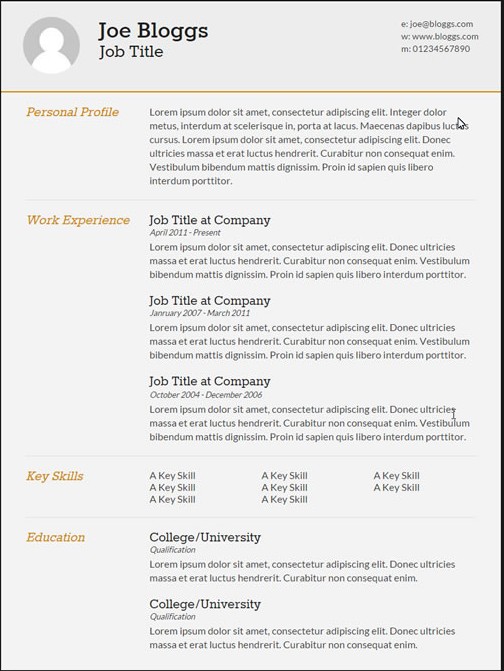 Joe Bloggs
Job Title
e: joe@bloggs.com
w: www.bloggs.com
m: 01234567890
Personal Profile
Lorem ipsum dolor sit amet, consectetur adipiscing elit. Integer dolor
metus, interdum at scelerisque in, porta at lacus. Maecenas dapibus luctus
cursus. Lorem ipsum dolor sit amet, consectetur adipiscing elit. Donec
ultricies massa et erat luctus hendrerit. Curabitur non consequat enim.
Vestibulum bibendum mattis dignissim. Proin id sapien quis libero
interdum porttitor.
Work Experience
Job Title at Company
April 2011 - Present
Lorem ipsum dolor sit amet, consectetur adipiscing elit. Donec ultricies
massa et erat luctus hendrerit. Curabitur non consequat enim. Vestibulum
bibendum mattis dignissim. Proin id sapien quis libero interdum porttitor.
Job Title at Company
Janruary 2007 - March 2011
Lorem ipsum dolor sit amet, consectetur adipiscing elit. Donec ultricies
massa et erat luctus hendrerit. Curabitur non consequat enim. Vestibulum
bibendum mattis dignissim. Proin id sapien quis libero interdum porttitor.
Job Title at Company
October 2004 - December 2006
Lorem ipsum dolor sit amet, consectetur adipiscing elit. Donec ultricies
massa et erat luctus hendrerit. Curabitur non consequat enim. Vestibulum
bibendum mattis dignissim. Proin id sapien quis libero interdum porttitor.
Key Skills
A Key Skill A Key Skill A Key Skill
A Key Skill A Key Skill A Key Skill
A Key Skill A Key Skill
Education
College/University
Qualification
Lorem ipsum dolor sit amet, consectetur adipiscing elit. Donec ultricies
massa et erat luctus hendrerit. Curabitur non consequat enim.
College/University
Qualification
Lorem ipsum dolor sit amet, consectetur adipiscing elit. Donec ultricies
massa et erat luctus hendrerit. Curabitur non consequat enim.